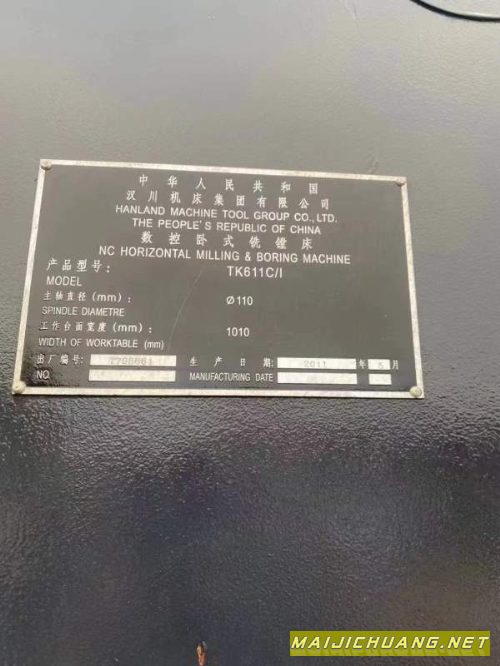 MAIJICHUANG.NET
中华人民共和国
汉川机床集团有限公司
HANLAND MACHINE TOOL GROUP CO., LTD.
THE PEOPLE'S REPUBLIC OF CHINA
数控卧式铣镗床
NC HORIZONTAL MILLING & BORING MACHINE
产品型号: TK611C/1
MODEL
主轴直径(mm): Ø110
SPINDLE DIAMETRE
工作台面宽度(mm): 1010
WIDTH OF WORKTABLE (mm)
出厂编号: 生产日期: 2011 年 月
NO. MANUFACTURING DATE
MAIJICHUANG.NET